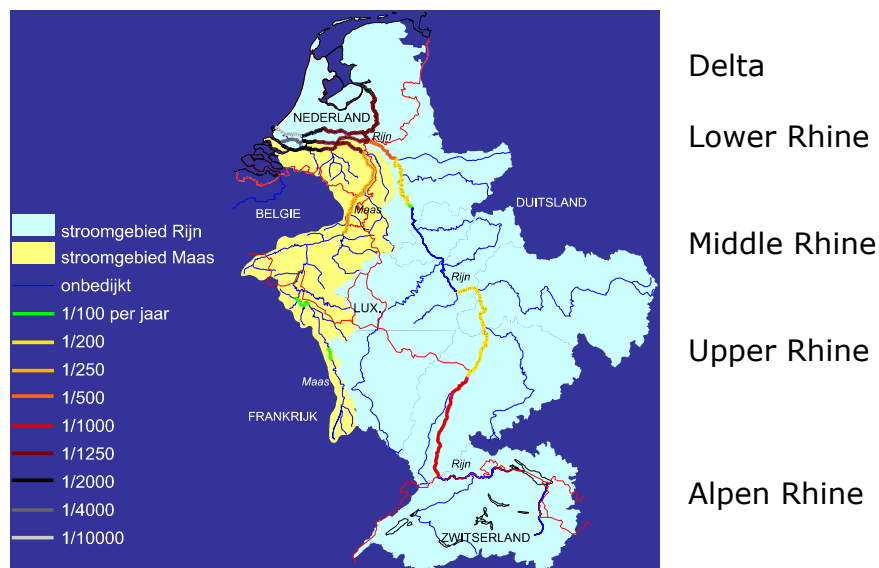 NEDERLAND
Rijn
BELGIE
Maas
DUITSLAND
Rijn
LUX.
Maas
FRANKRIJK
Rijn
ZWITSERLAND
stroomgebied Rijn
stroomgebied Maas
onbedijkt
1/100 per jaar
1/200
1/250
1/500
1/1000
1/1250
1/2000
1/4000
1/10000
Delta
Lower Rhine
Middle Rhine
Upper Rhine
Alpen Rhine